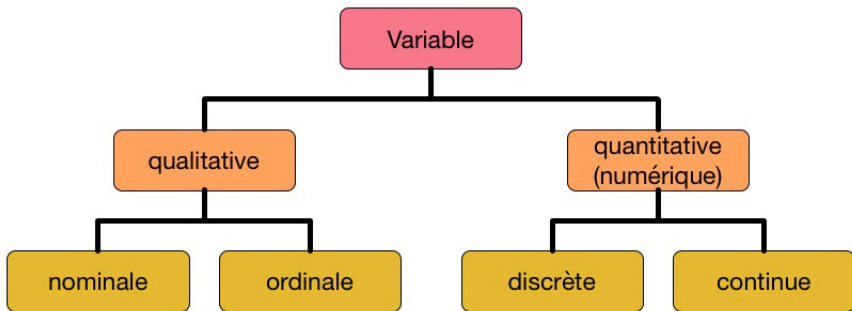 Variable
qualitative
quantitative
(numérique)
nominale
ordinale
discrète
continue